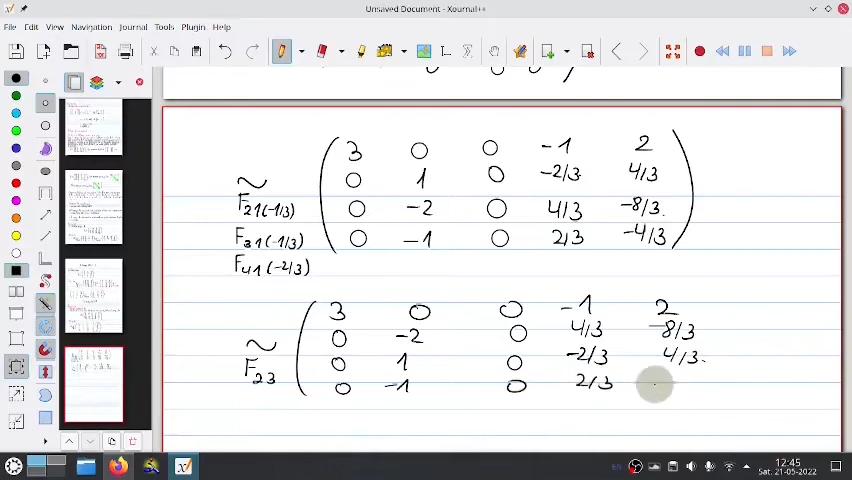 Unsaved Document - Xournal++
File Edit View Navigation Journal Tools Plugin Help
3 0 0 -1 2
~ 0 1 0 -2/3 4/3
F21(-1/3) 0 -2 0 4/3 -8/3.
F31(-1/3) 0 -1 0 2/3 -4/3
F41(-2/3)
3 0 0 -1 2
~ 0 -2 0 4/3 -8/3
F23 0 1 0 -2/3 4/3.
0 -1 0 2/3
EN 12:45
Sat. 21-05-2022